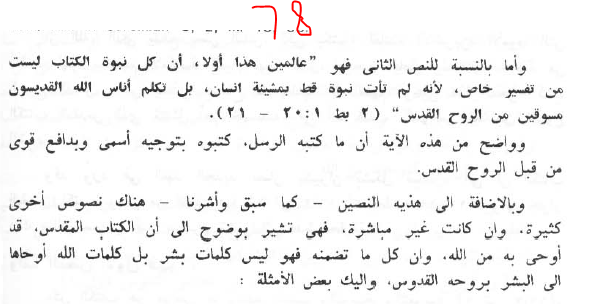 78
وأما بالنسبة للنص الثانى فهو "عالمين هذا أولا، أن كل نبوة الكتاب ليست
من تفسير خاص، لأنه لم تأت نبوة قط بمشيئة انسان، بل تكلم أناس الله القديسون
مسوقين من الروح القدس" (٢ بط ١ : ٢٠ – ٢١).
وواضح من هذه الآية أن ما كتبه الرسل، كتبوه بتوجيه أسمى وبدافع قوى
من قبل الروح القدس.
وبالاضافة الى هذيه النصين – كما سبق وأشرنا – هناك نصوص أخرى
كثيرة. وان كانت غير مباشرة، فهي تشير بوضوح الى أن الكتاب المقدس، قد
أوحى به من الله، وان كل ما تضمنه فهو ليس كلمات بشر بل كلمات الله أوحاها
الى البشر بروحه القدوس، واليك بعض الأمثلة :